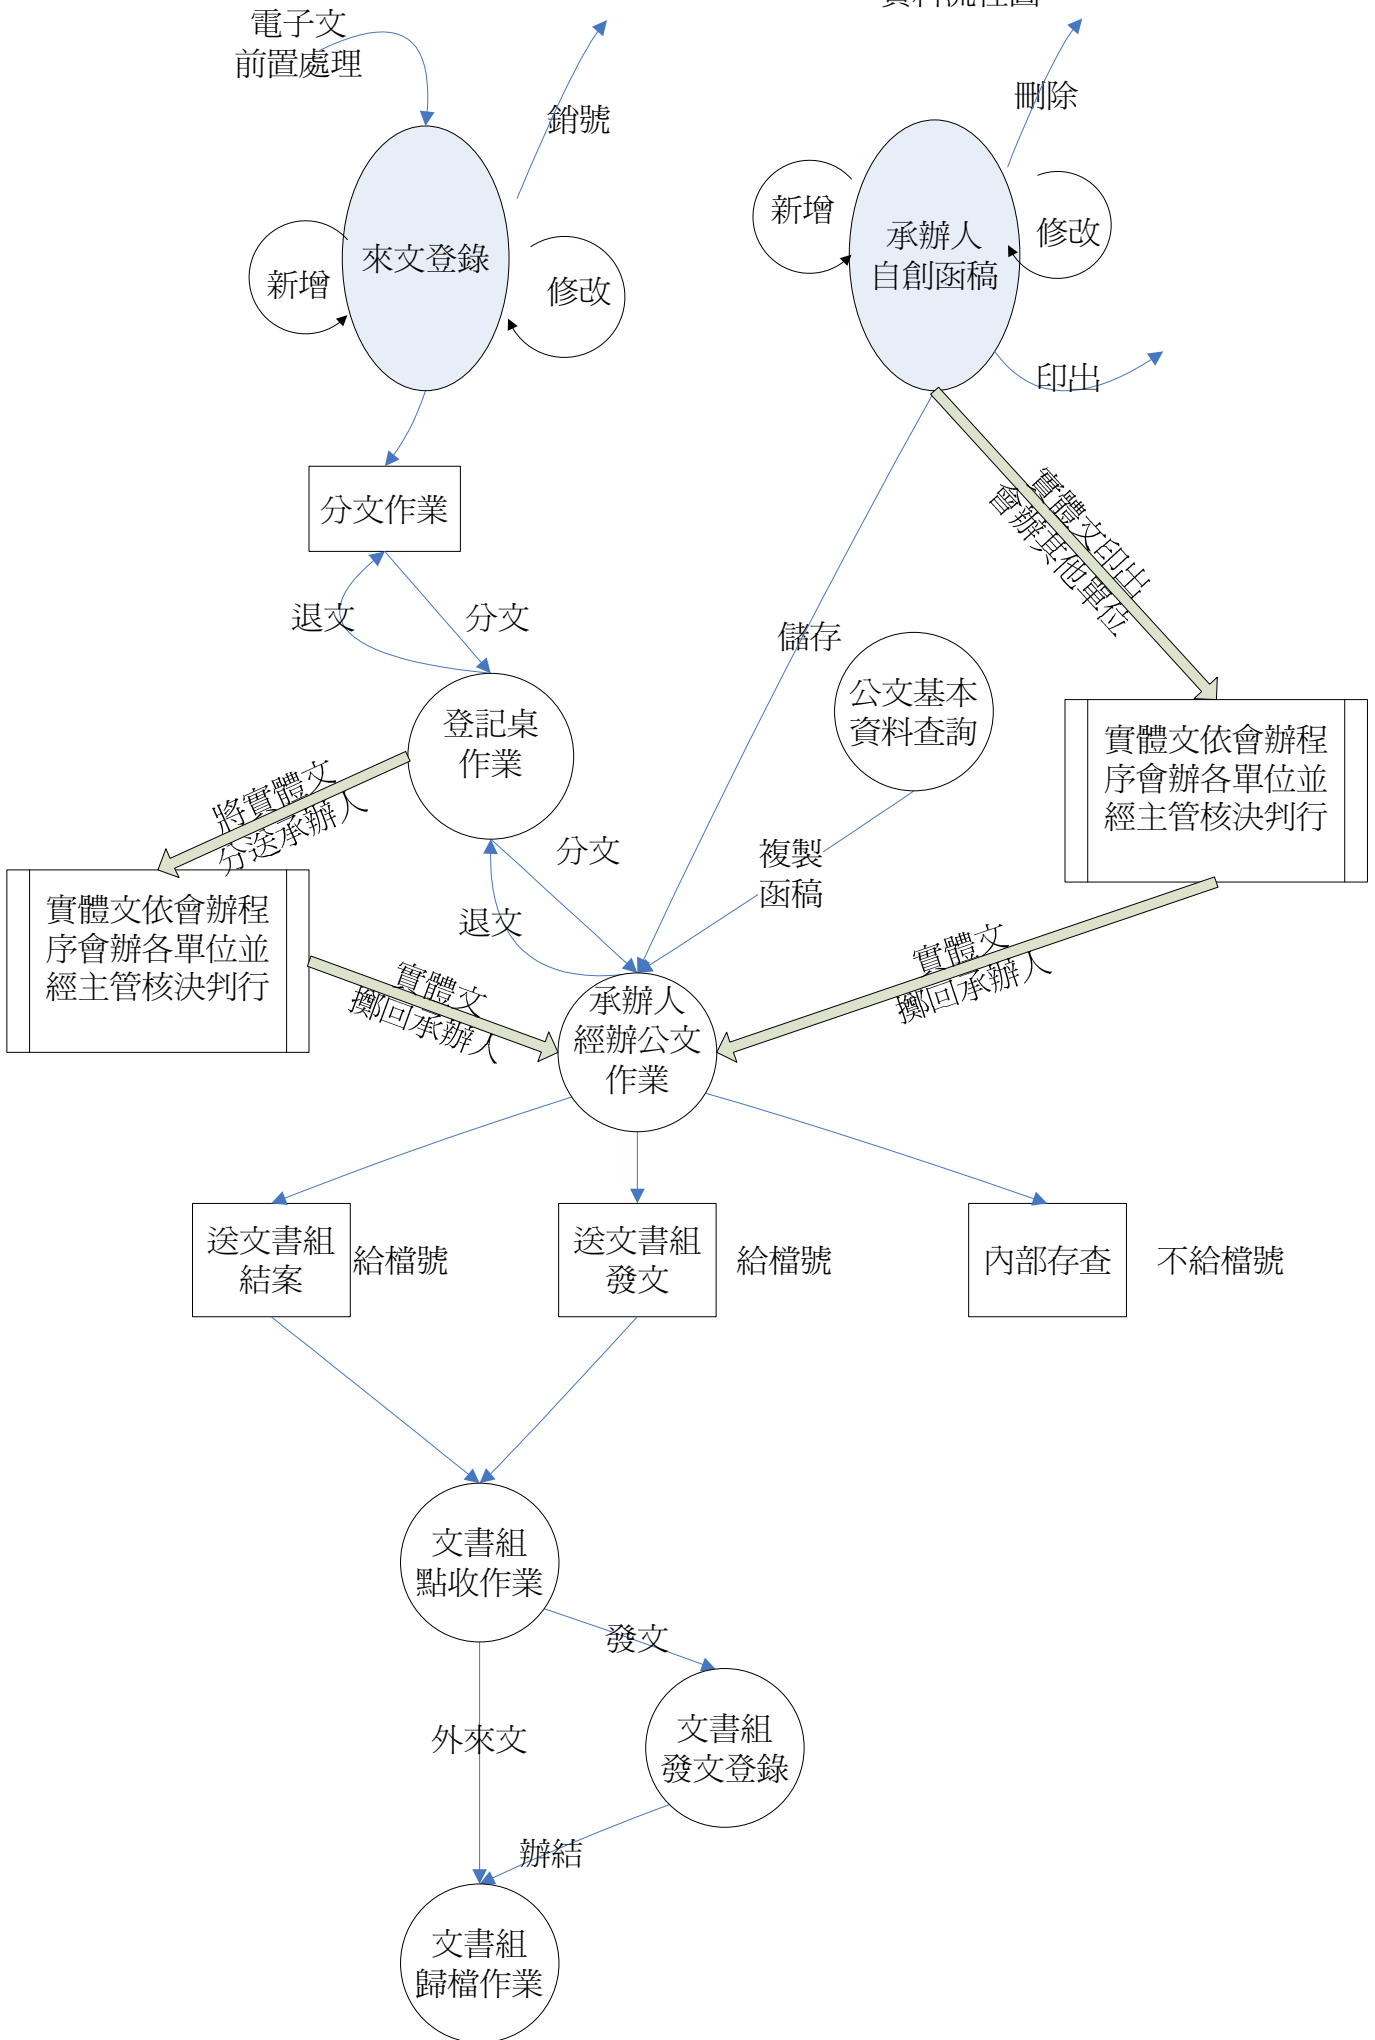 電子文
前置處理
銷號
刪除
新增
來文登錄
修改
新增
承辦人
自創函稿
修改
印出
分文作業
實體文印出
會辦其他單位
退文
分文
儲存
登記桌
作業
公文基本
資料查詢
實體文依會辦程
序會辦各單位並
經主管核決判行
將實體文
分送承辦人
分文
複製
函稿
退文
實體文依會辦程
序會辦各單位並
經主管核決判行
實體文
擲回承辦人
實體文
擲回承辦人
承辦人
經辦公文
作業
送文書組
結案
給檔號
送文書組
發文
給檔號
內部存查
不給檔號
文書組
點收作業
發文
外來文
文書組
發文登錄
辦結
文書組
歸檔作業